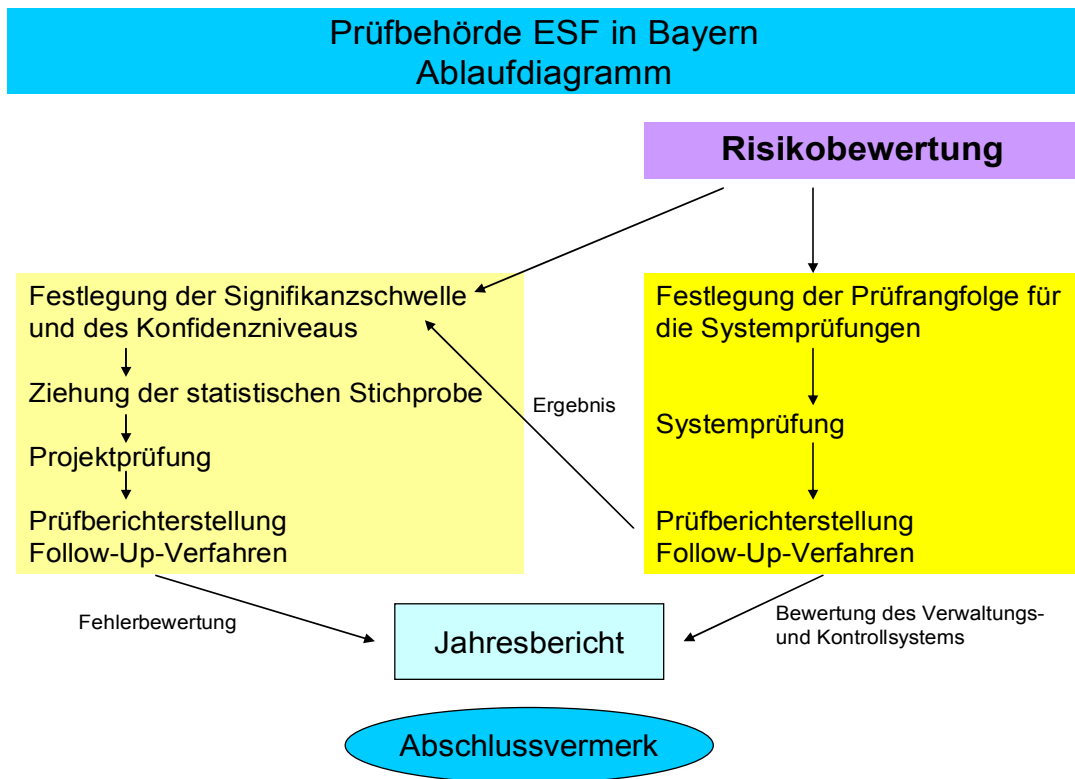 Prüfbehörde ESF in Bayern
Ablaufdiagramm
Risikobewertung
Festlegung der Signifikanzschwelle
und des Konfidenzniveaus
Ziehung der statistischen Stichprobe
Projektprüfung
Prüfberichterstellung
Follow-Up-Verfahren
Ergebnis
Festlegung der Prüfrangfolge für
die Systemprüfungen
Systemprüfung
Prüfberichterstellung
Follow-Up-Verfahren
Fehlerbewertung
Bewertung des Verwaltungs-
und Kontrollsystems
Jahresbericht
Abschlussvermerk